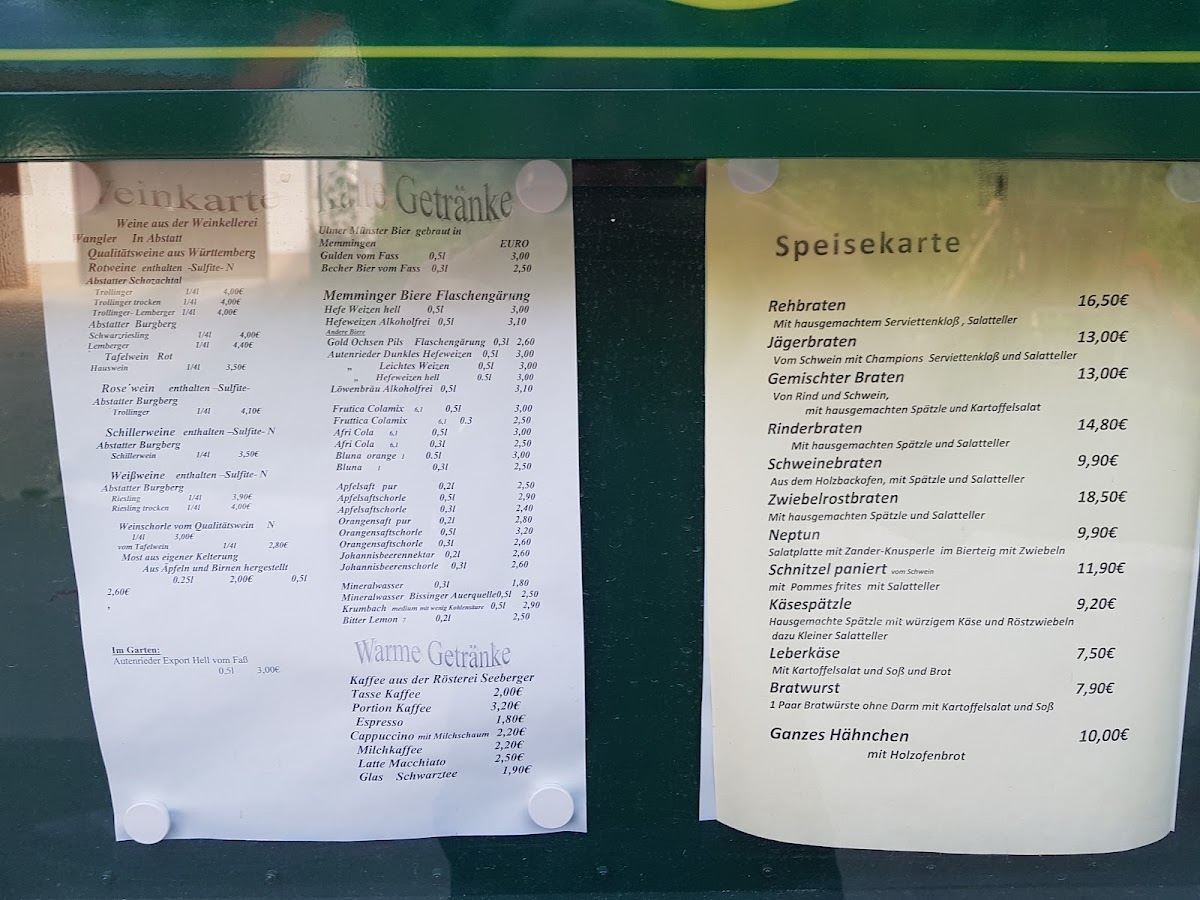 Weinkarte
Weine aus der Weinkellerei
Wangler In Abstatt
Qualitätsweine aus Württemberg
Rotweine enthalten –Sulfite- N
Abstatter Schozachtal
Trollinger 1/4l 4,00€
Trollinger trocken 1/4l 4,00€
Trollinger- Lemberger 1/4l 4,00€
Abstatter Burgberg
Schwarzriesling 1/4l 4,00€
Lemberger 1/4l 4,40€
Tafelwein Rot
Hauswein 1/4l 3,50€
Rose´wein enthalten –Sulfite-
Abstatter Burgberg
Trollinger 1/4l 4,10€
Schillerweine enthalten –Sulfite- N
Abstatter Burgberg
Schillerwein 1/4l 3,50€
Weißweine enthalten –Sulfite- N
Abstatter Burgberg
Riesling 1/4l 3,90€
Riesling trocken 1/4l 4,00€
Weinschorle vom Qualitätswein N
1/4l 3,00€
vom Tafelwein 1/4l 2,80€
Most aus eigener Kelterung
Aus Äpfeln und Birnen hergestellt
0.25l 2,00€ 0,5l
2,60€
,
Im Garten:
Autenrieder Export Hell vom Faß
0,5l 3,00€
Kalte Getränke
Ulmer Münster Bier gebraut in
Memmingen EURO
Gulden vom Fass 0,5l 3,00
Becher Bier vom Fass 0,3l 2,50
Memminger Biere Flaschengärung
Hefe Weizen hell 0,5l 3,00
Hefeweizen Alkoholfrei 0,5l 3,10
Andere Biere
Gold Ochsen Pils Flaschengärung 0,3l 2,60
Autenrieder Dunkles Hefeweizen 0,5l 3,00
„ Leichtes Weizen 0,5l 3,00
„ Hefeweizen hell 0.5l 3,00
Löwenbräu Alkoholfrei 0,5l 3,10
Frutica Colamix 6,1 0,5l 3,00
Fruttica Colamix 6,1 0.3 2,50
Afri Cola 6,1 0,5l 3,00
Afri Cola 6,1 0,3l 2,50
Bluna orange 1 0.5l 3,00
Bluna 1 0,3l 2,50
Apfelsaft pur 0,2l 2,50
Apfelsaftschorle 0,5l 2,90
Apfelsaftschorle 0,3l 2,40
Orangensaft pur 0,2l 2,80
Orangensaftschorle 0,5l 3,20
Orangensaftschorle 0,3l 2,60
Johannisbeerennektar 0,2l 2,60
Johannisbeerenschorle 0,3l 2,60
Mineralwasser 0,3l 1,80
Mineralwasser Bissinger Auerquelle0,5l 2,50
Krumbach medium mit wenig Kohlensäure 0,5l 2,90
Bitter Lemon 7 0,2l 2,50
Warme Getränke
Kaffee aus der Rösterei Seeberger
Tasse Kaffee 2,00€
Portion Kaffee 3,20€
Espresso 1,80€
Cappuccino mit Milchschaum 2,20€
Milchkaffee 2,20€
Latte Macchiato 2,50€
Glas Schwarztee 1,90€
Speisekarte
Rehbraten 16,50€
Mit hausgemachtem Serviettenkloß , Salatteller
Jägerbraten 13,00€
Vom Schwein mit Champions Serviettenkloß und Salatteller
Gemischter Braten 13,00€
Von Rind und Schwein,
mit hausgemachten Spätzle und Kartoffelsalat
Rinderbraten 14,80€
Mit hausgemachten Spätzle und Salatteller
Schweinebraten 9,90€
Aus dem Holzbackofen, mit Spätzle und Salatteller
Zwiebelrostbraten 18,50€
Mit hausgemachten Spätzle und Salatteller
Neptun 9,90€
Salatplatte mit Zander-Knusperle im Bierteig mit Zwiebeln
Schnitzel paniert vom Schwein 11,90€
mit Pommes frites mit Salatteller
Käsespätzle 9,20€
Hausgemachte Spätzle mit würzigem Käse und Röstzwiebeln
dazu Kleiner Salatteller
Leberkäse 7,50€
Mit Kartoffelsalat und Soß und Brot
Bratwurst 7,90€
1 Paar Bratwürste ohne Darm mit Kartoffelsalat und Soß
Ganzes Hähnchen 10,00€
mit Holzofenbrot